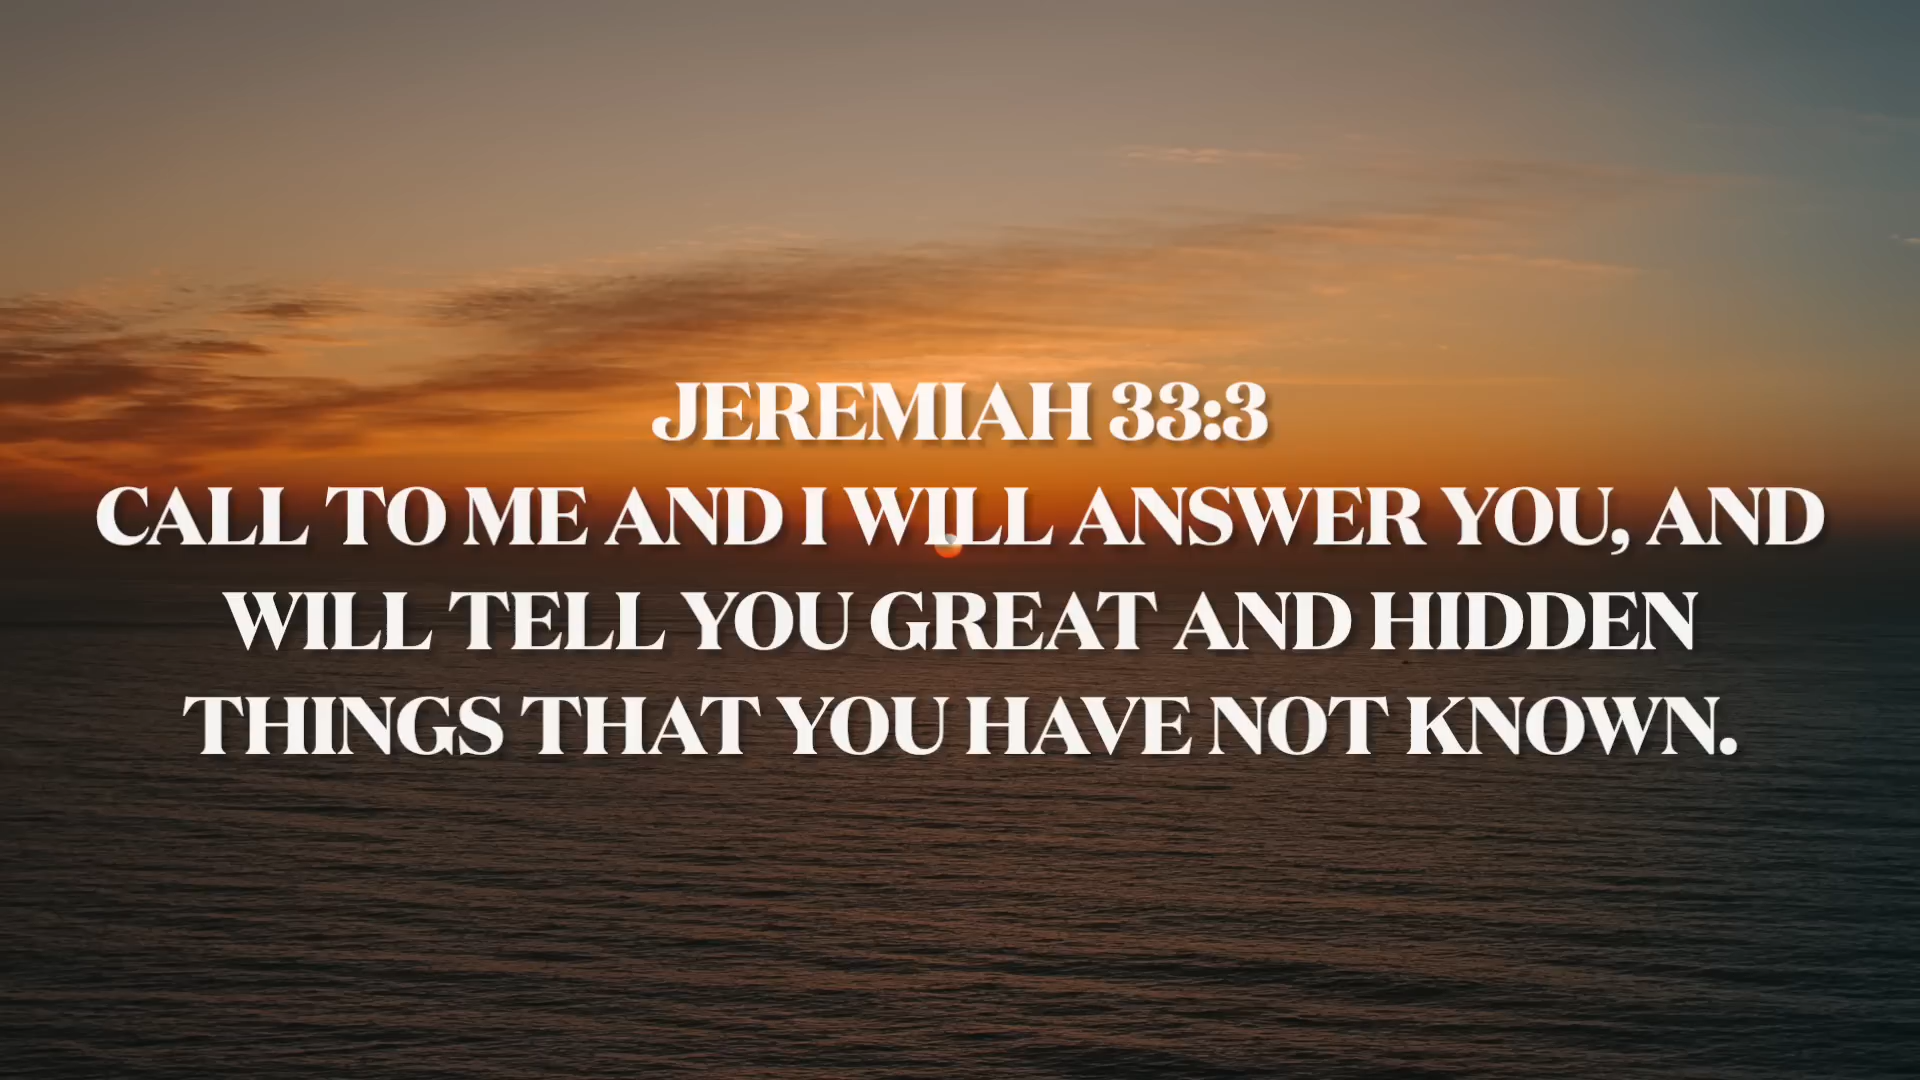 JEREMIAH 33:3
CALL TO ME AND I WILL ANSWER YOU, AND
WILL TELL YOU GREAT AND HIDDEN
THINGS THAT YOU HAVE NOT KNOWN.